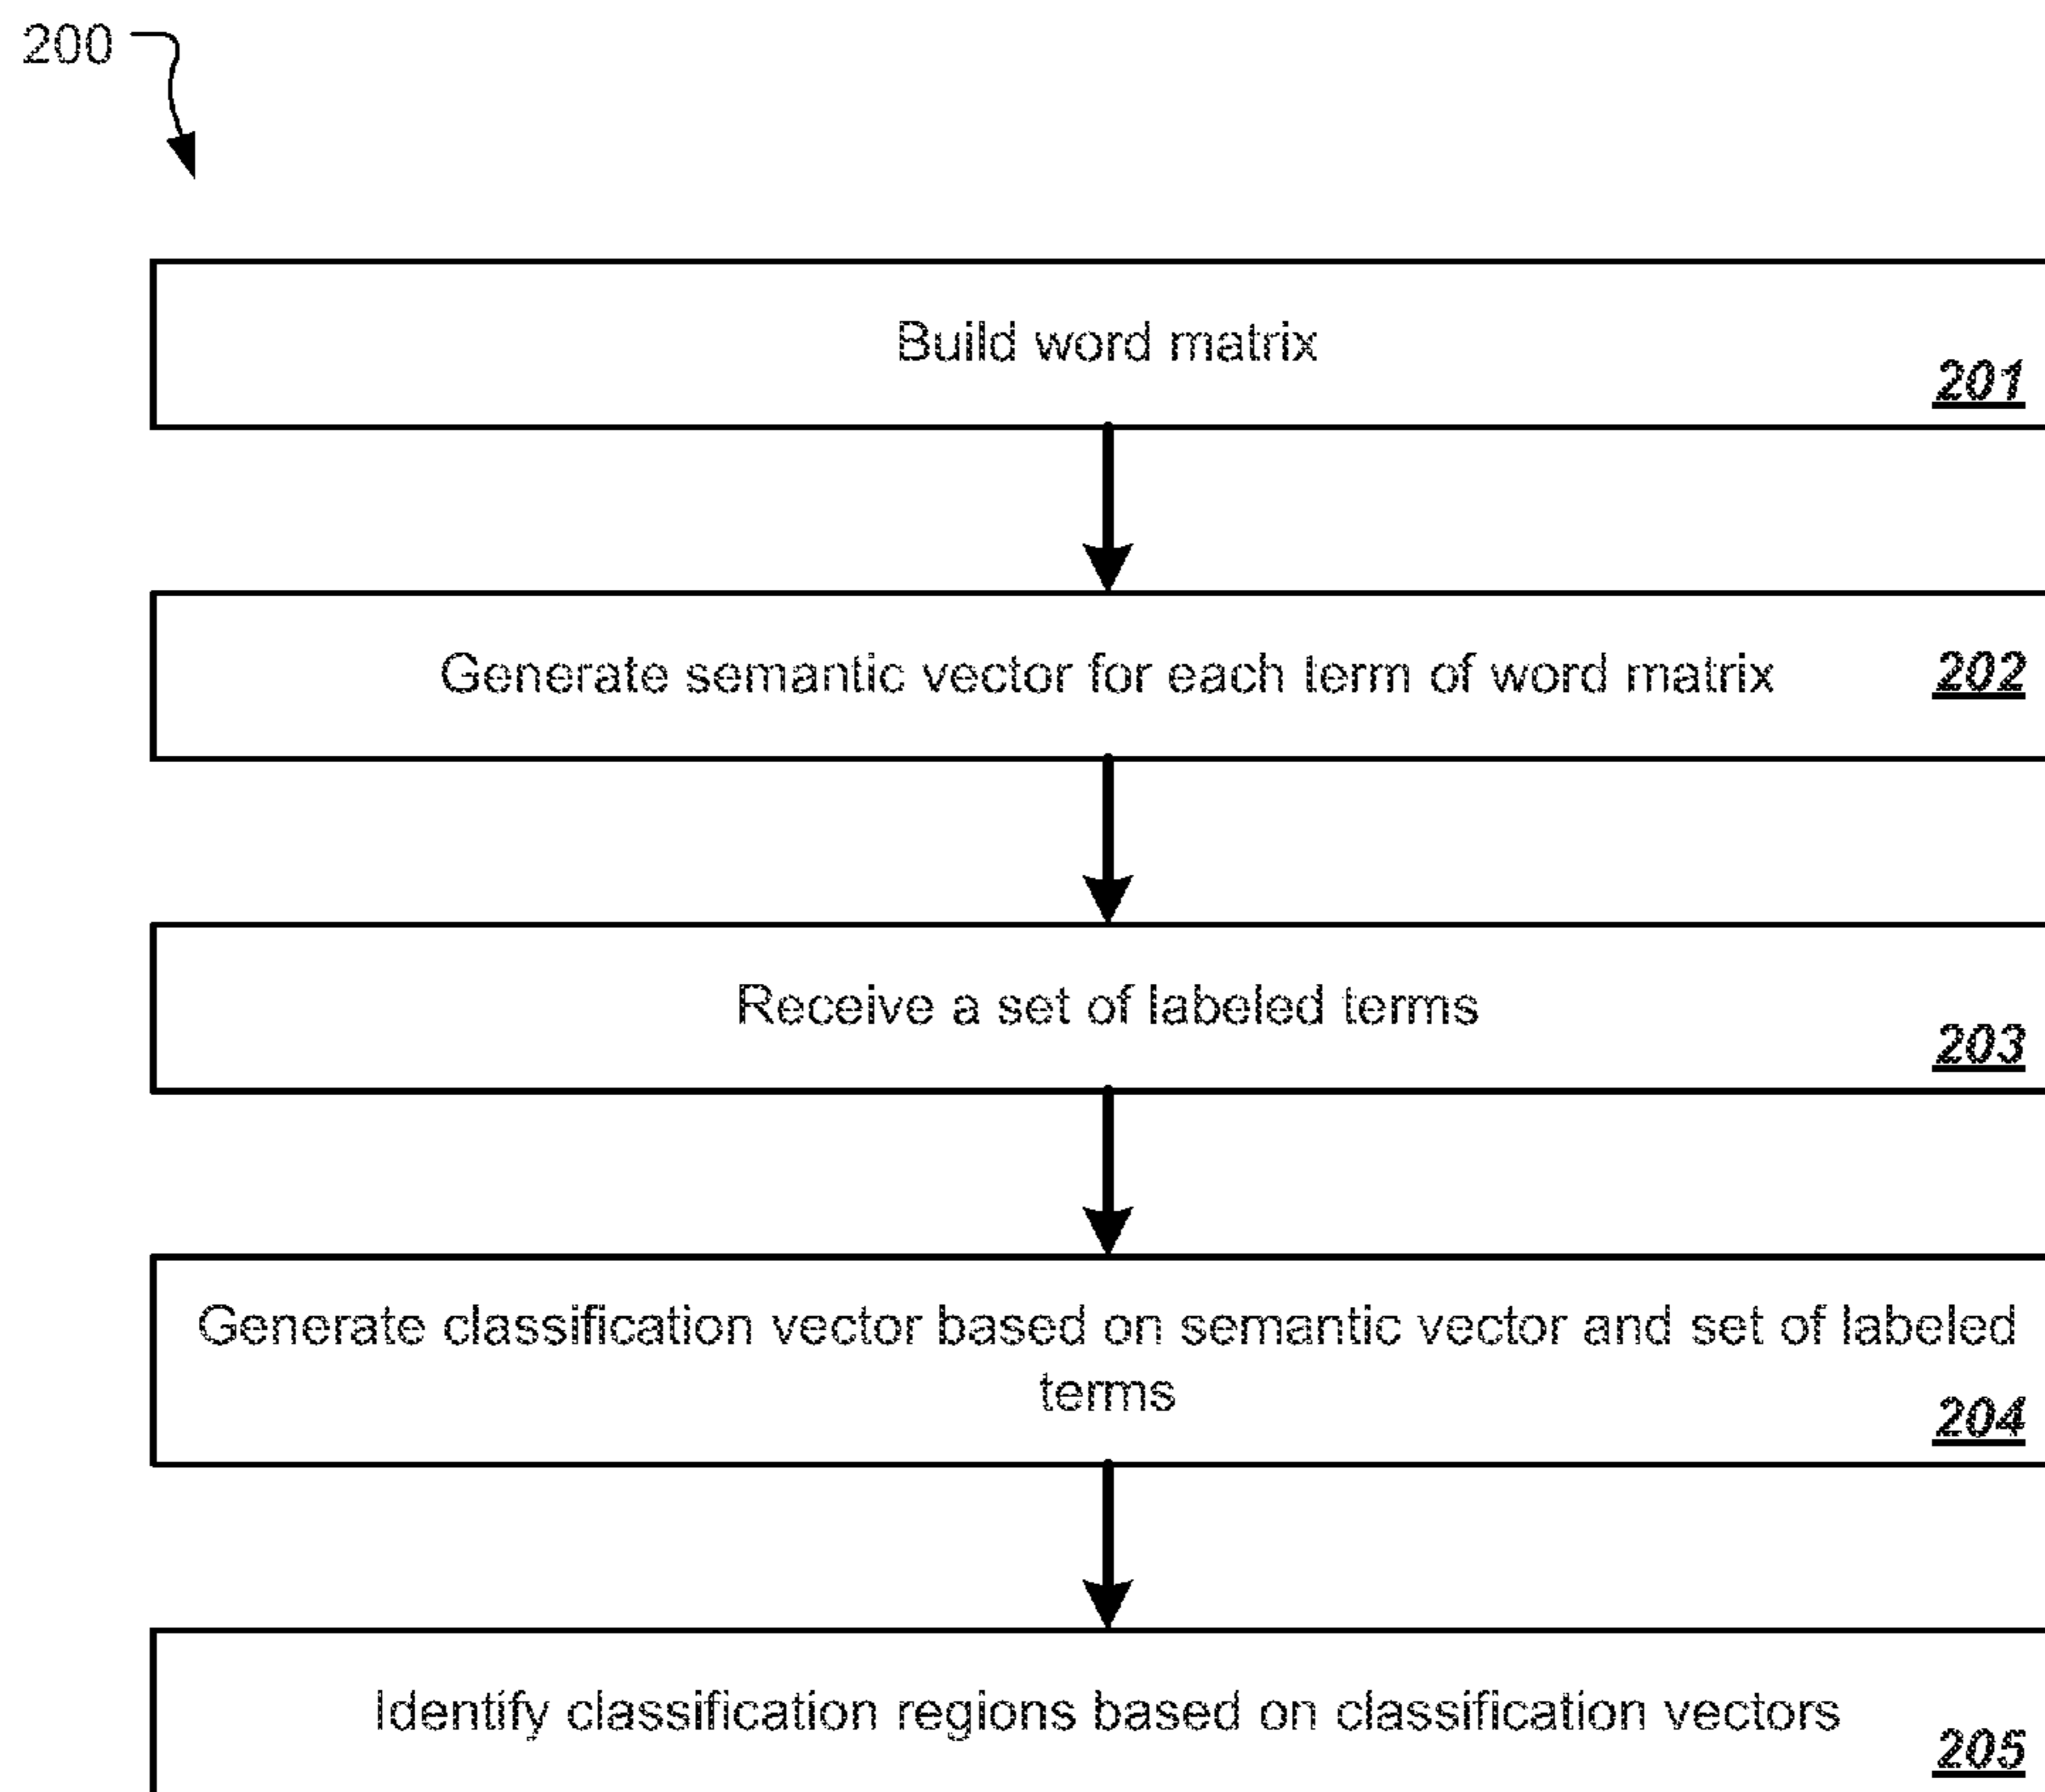 200
Build word matrix
201
Generate semantic vector for each term of word matrix
202
Receive a set of labeled terms
203
Generate classification vector based on semantic vector and set of labeled
terms
204
Identify classification regions based on classification vectors
205